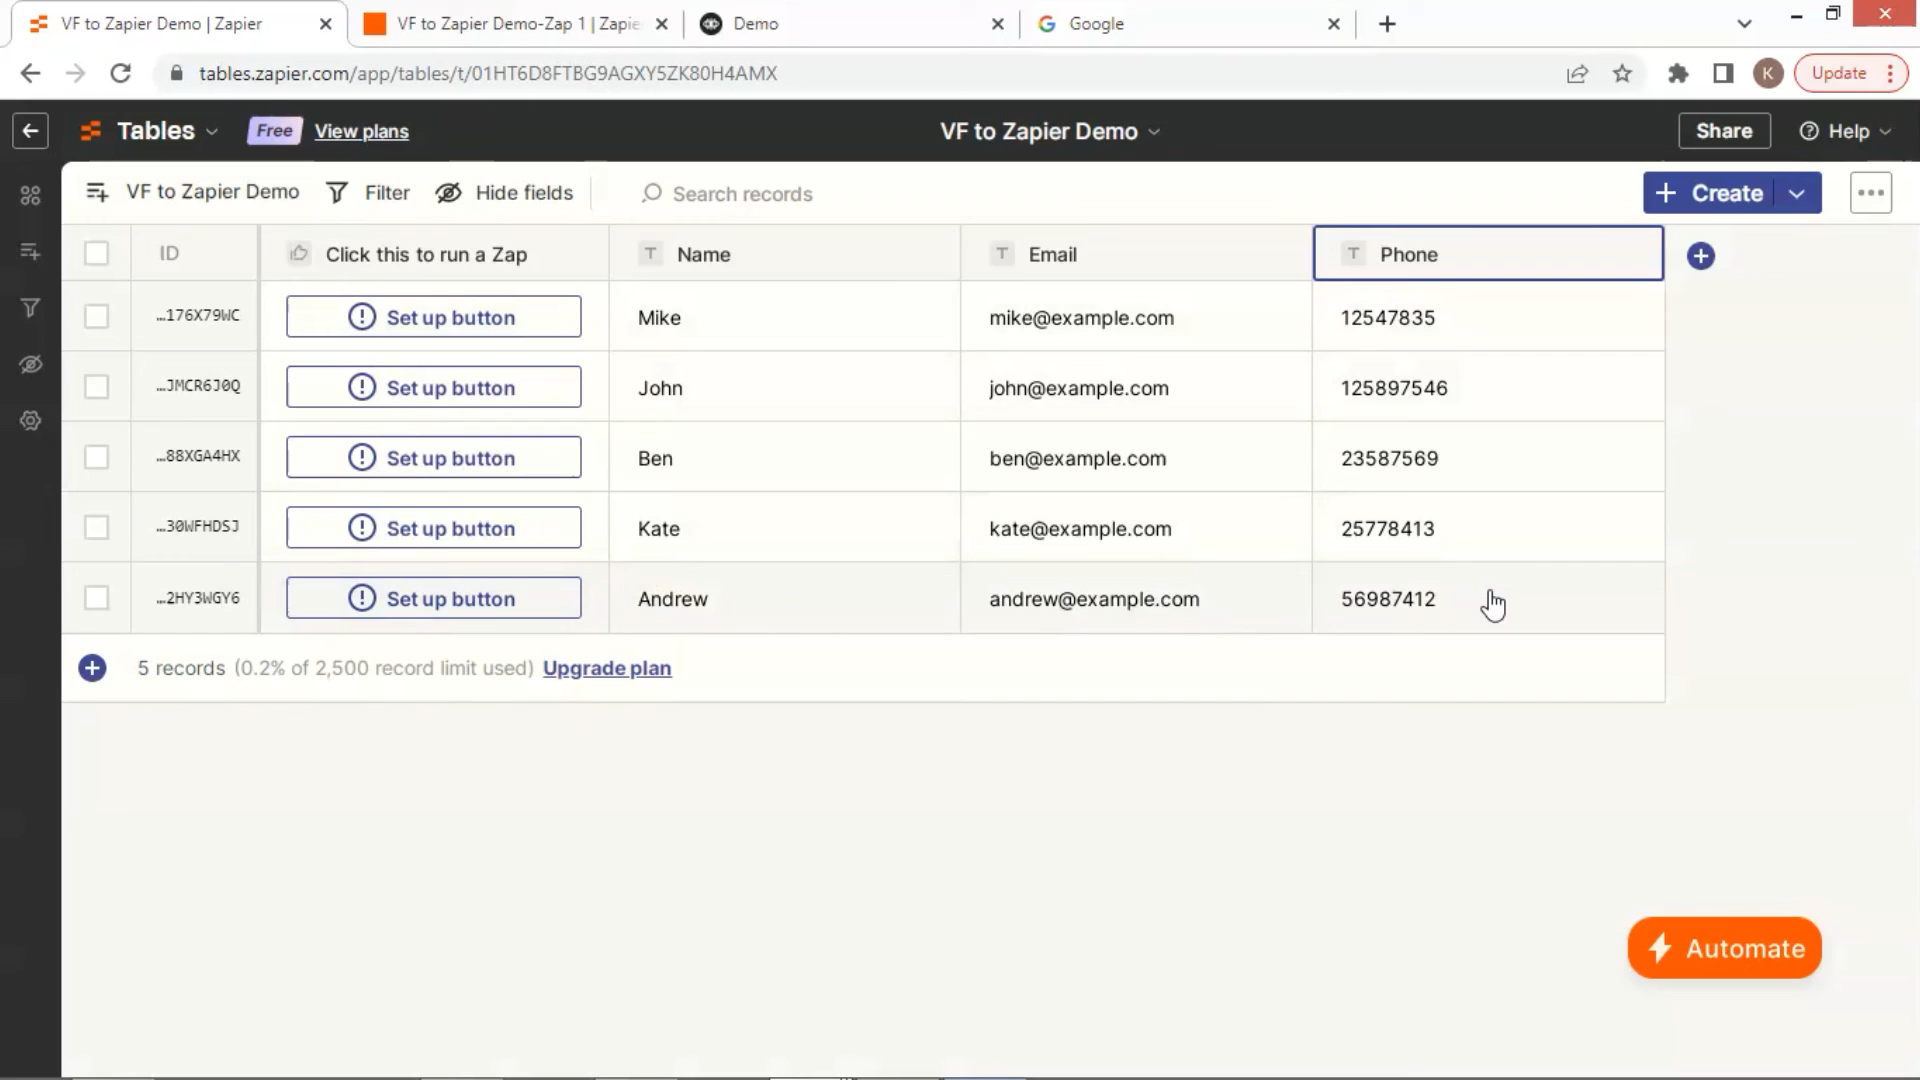 VF to Zapier Demo | Zapier
VF to Zapier Demo-Zap 1 | Zapie
Demo
Google
tables.zapier.com/app/tables/t/01HT6D8FTBG9AGXY5ZK80H4AMX
K
Update
Tables
Free
View plans
VF to Zapier Demo
Share
Help
VF to Zapier Demo
Filter
Hide fields
Search records
Create
ID
Click this to run a Zap
T Name
T Email
T Phone
…176X79WC
Set up button
Mike
mike@example.com
12547835
…JMCR6J0Q
Set up button
John
john@example.com
125897546
…88XGA4HX
Set up button
Ben
ben@example.com
23587569
…30WFHDSJ
Set up button
Kate
kate@example.com
25778413
…2HY3WGY6
Set up button
Andrew
andrew@example.com
56987412
5 records (0.2% of 2,500 record limit used) Upgrade plan
Automate